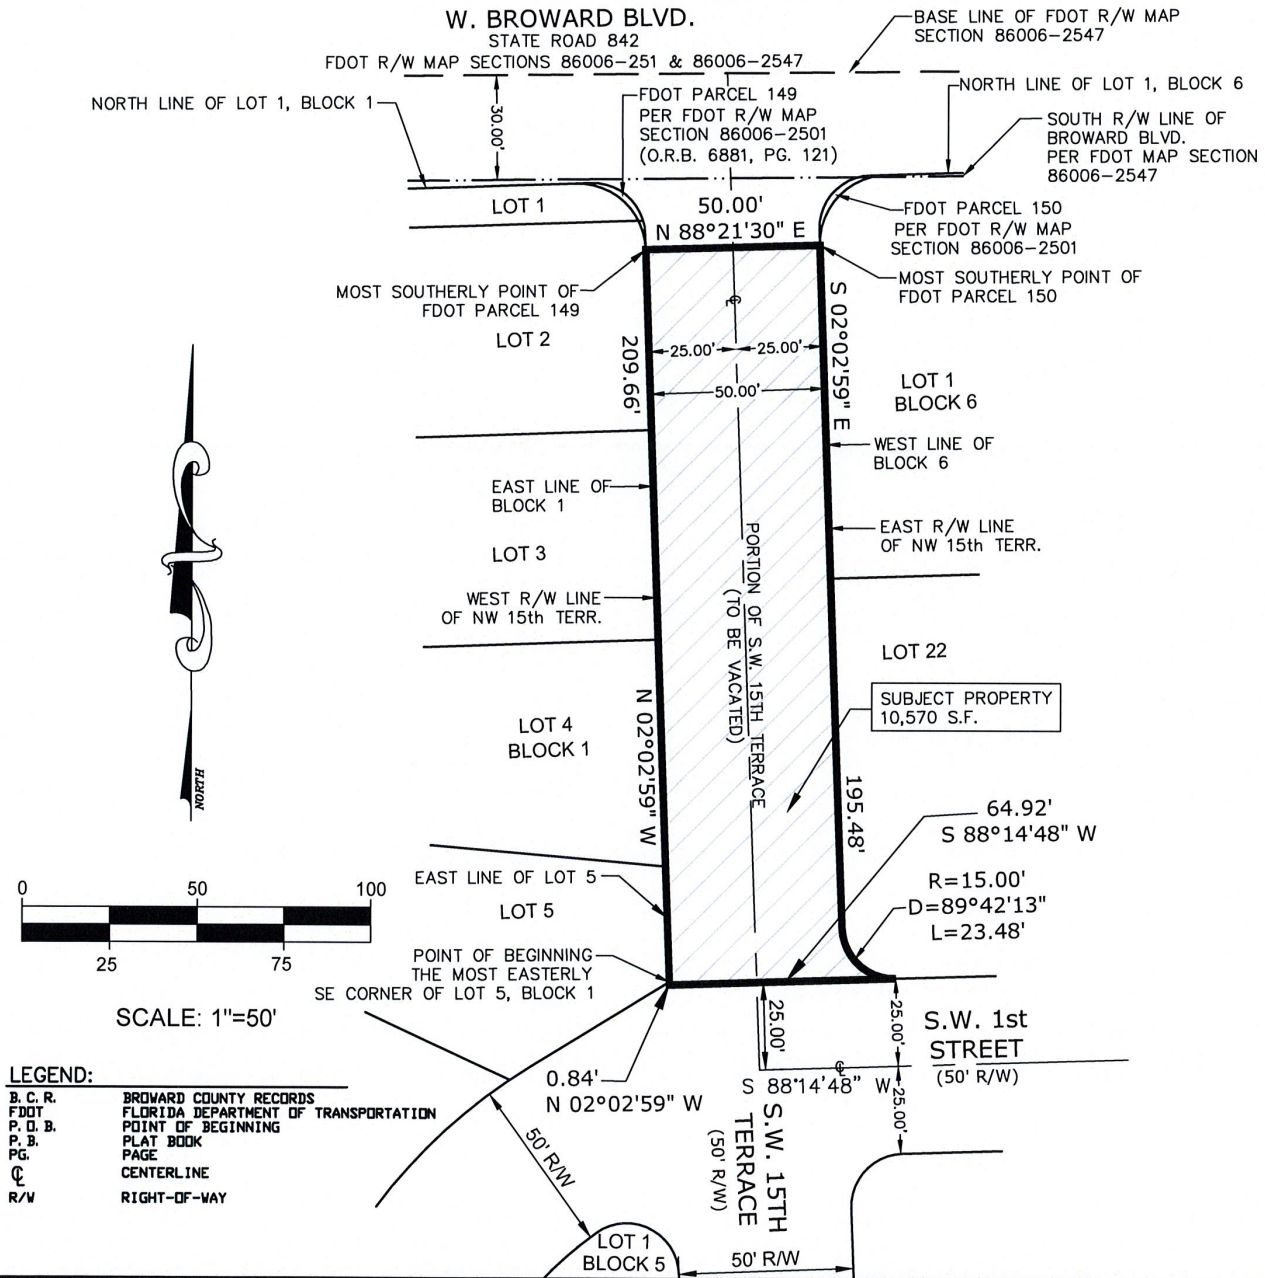 W. BROWARD BLVD.
STATE ROAD 842
FDOT R/W MAP SECTIONS 86006-251 & 86006-2547
BASE LINE OF FDOT R/W MAP
SECTION 86006-2547
NORTH LINE OF LOT 1, BLOCK 1
30.00'
FDOT PARCEL 149
PER FDOT R/W MAP
SECTION 86006-2501
(O.R.B. 6881, PG. 121)
NORTH LINE OF LOT 1, BLOCK 6
SOUTH R/W LINE OF
BROWARD BLVD.
PER FDOT MAP SECTION
86006-2547
LOT 1
50.00'
N 88°21'30" E
FDOT PARCEL 150
PER FDOT R/W MAP
SECTION 86006-2501
MOST SOUTHERLY POINT OF
FDOT PARCEL 149
MOST SOUTHERLY POINT OF
FDOT PARCEL 150
LOT 2
209.66'
℄
25.00'
25.00'
50.00'
S 02°02'59" E
LOT 1
BLOCK 6
WEST LINE OF
BLOCK 6
EAST LINE OF
BLOCK 1
EAST R/W LINE
OF NW 15th TERR.
LOT 3
WEST R/W LINE
OF NW 15th TERR.
PORTION OF S.W. 15TH TERRACE
(TO BE VACATED)
LOT 22
SUBJECT PROPERTY
10,570 S.F.
LOT 4
BLOCK 1
N 02°02'59" W
195.48'
64.92'
S 88°14'48" W
NORTH
EAST LINE OF LOT 5
LOT 5
R=15.00'
D=89°42'13"
L=23.48'
0
50
100
25
75
SCALE: 1"=50'
POINT OF BEGINNING
THE MOST EASTERLY
SE CORNER OF LOT 5, BLOCK 1
25.00'
25.00'
S.W. 1st
STREET
(50' R/W)
0.84'
N 02°02'59" W
℄
S 88°14'48" W
25.00'
LEGEND:
B. C. R. BROWARD COUNTY RECORDS
FDOT FLORIDA DEPARTMENT OF TRANSPORTATION
P. O. B. POINT OF BEGINNING
P. B. PLAT BOOK
PG. PAGE
℄ CENTERLINE
R/W RIGHT-OF-WAY
50' R/W
S.W. 15TH
TERRACE
(50' R/W)
LOT 1
BLOCK 5
50' R/W